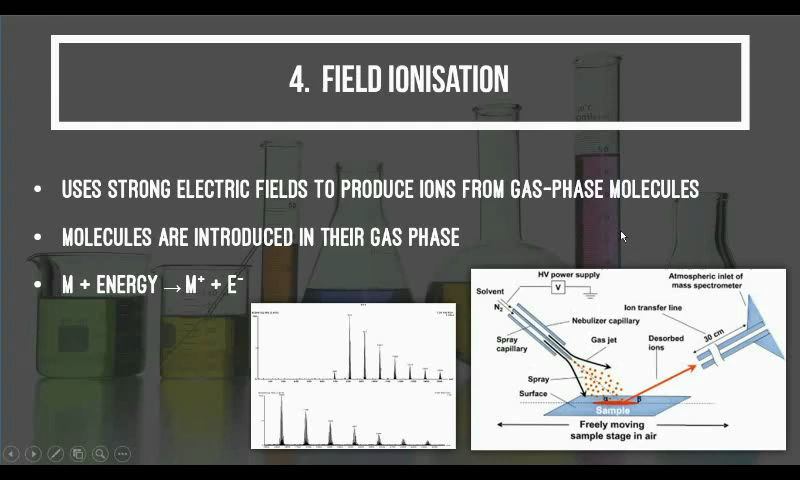 4. FIELD IONISATION
• USES STRONG ELECTRIC FIELDS TO PRODUCE IONS FROM GAS-PHASE MOLECULES
• MOLECULES ARE INTRODUCED IN THEIR GAS PHASE
• M + ENERGY → M⁺ + E⁻
HV power supply
V
Solvent
N₂
Nebulizer capillary
Spray
capillary
Gas jet
Spray
Surface
α
β
Sample
Freely moving
sample stage in air
Atmospheric inlet of
mass spectrometer
Ion transfer line
30 cm
Desorbed
ions